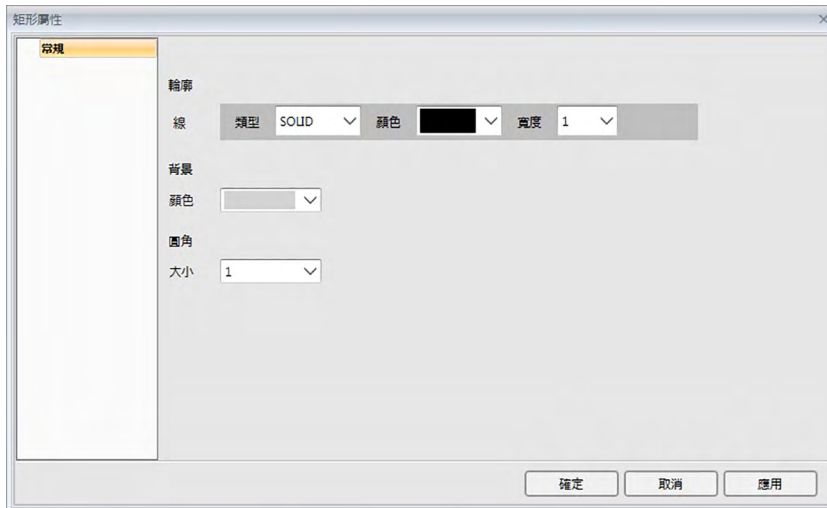 矩形屬性
常規
輪廓
線 類型 SOLID 顏色 寬度 1
背景
顏色
圓角
大小 1
確定 取消 應用